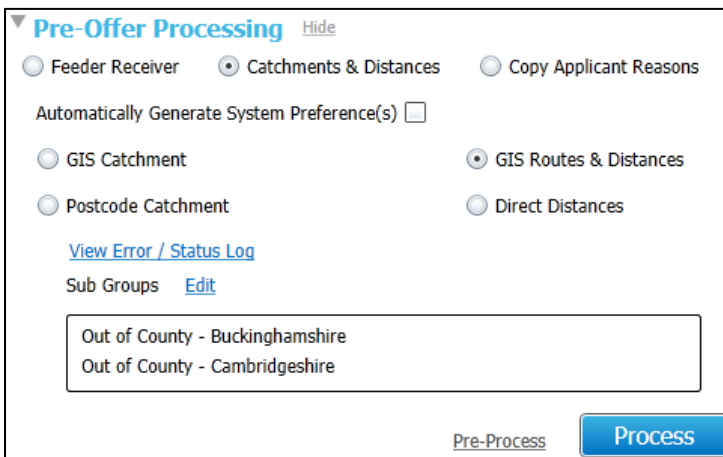 Pre-Offer Processing Hide
Feeder Receiver Catchments & Distances Copy Applicant Reasons
Automatically Generate System Preference(s)
GIS Catchment GIS Routes & Distances
Postcode Catchment Direct Distances
View Error / Status Log
Sub Groups Edit
Out of County - Buckinghamshire
Out of County - Cambridgeshire
Pre-Process Process